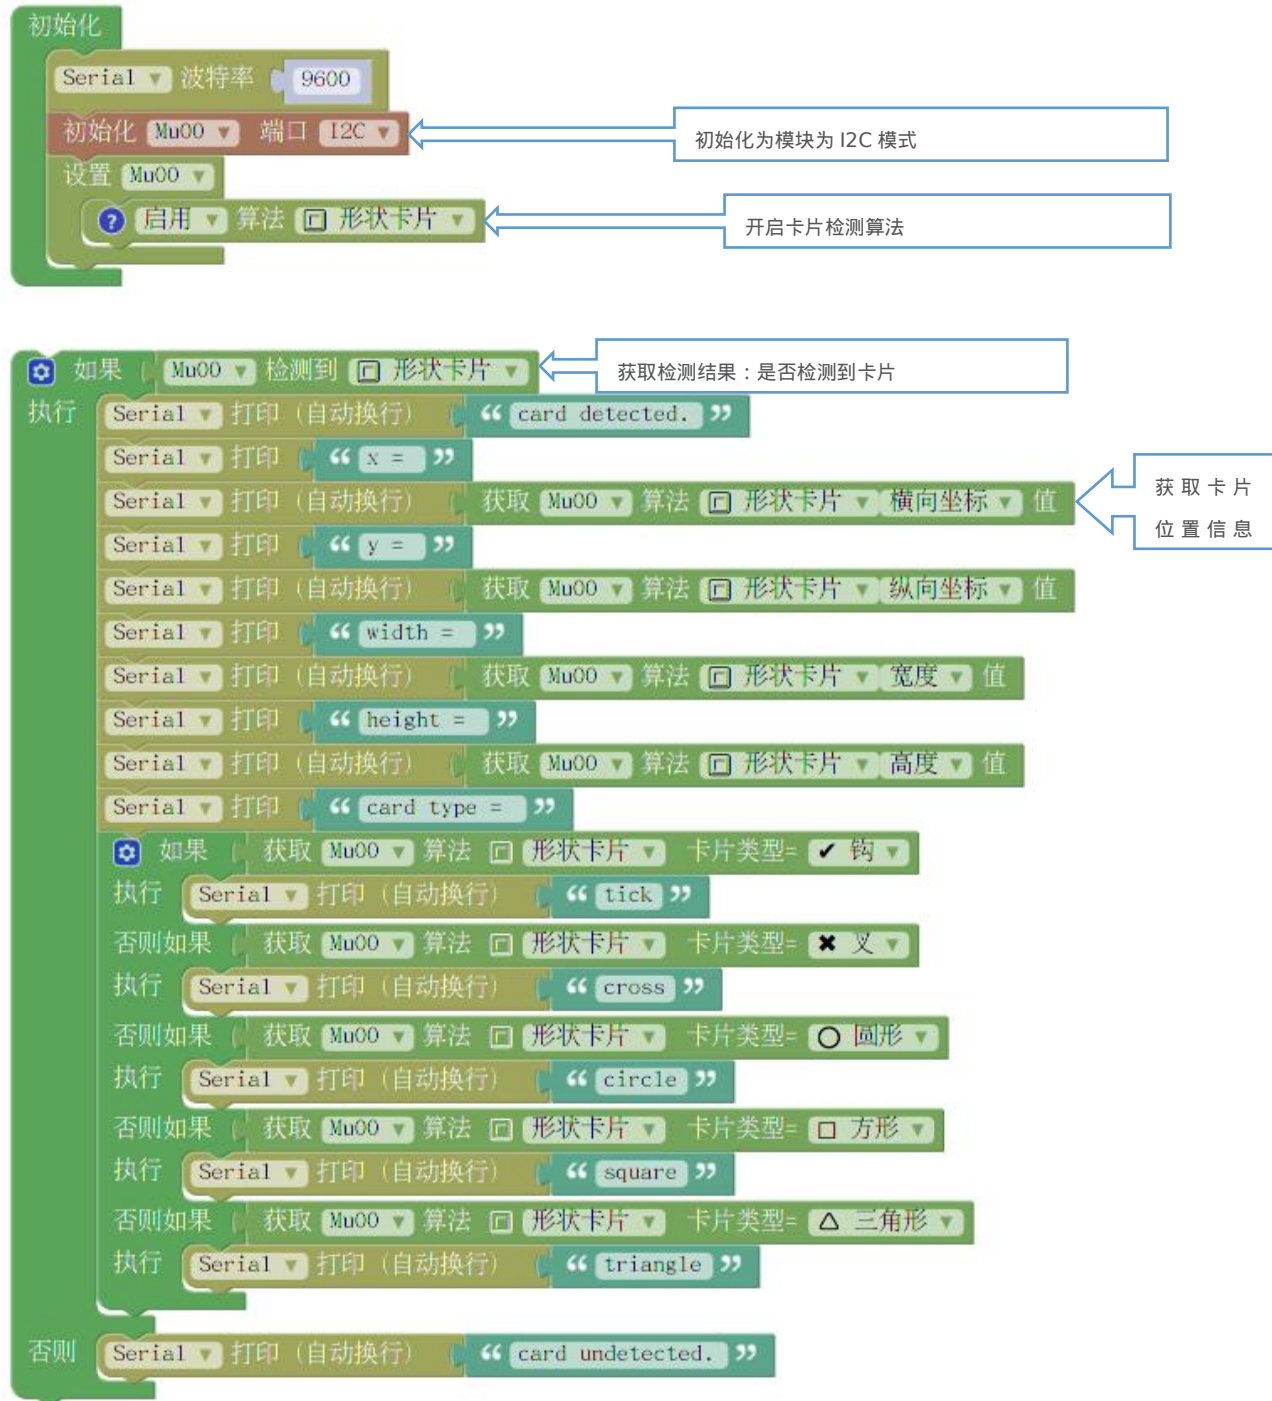 初始化
Serial 波特率 9600
初始化 Mu00 端口 I2C
初始化为模块为 I2C 模式
设置 Mu00
? 启用 算法 形状卡片
开启卡片检测算法
如果 Mu00 检测到 形状卡片
获取检测结果：是否检测到卡片
执行 Serial 打印（自动换行） “ card detected. ”
Serial 打印 “ x = ”
Serial 打印（自动换行） 获取 Mu00 算法 形状卡片 横向坐标 值
获取卡片
位置信息
Serial 打印 “ y = ”
Serial 打印（自动换行） 获取 Mu00 算法 形状卡片 纵向坐标 值
Serial 打印 “ width = ”
Serial 打印（自动换行） 获取 Mu00 算法 形状卡片 宽度 值
Serial 打印 “ height = ”
Serial 打印（自动换行） 获取 Mu00 算法 形状卡片 高度 值
Serial 打印 “ card type = ”
如果 获取 Mu00 算法 形状卡片 卡片类型= ✔ 钩
执行 Serial 打印（自动换行） “ tick ”
否则如果 获取 Mu00 算法 形状卡片 卡片类型= ✖ 叉
执行 Serial 打印（自动换行） “ cross ”
否则如果 获取 Mu00 算法 形状卡片 卡片类型= 圆形
执行 Serial 打印（自动换行） “ circle ”
否则如果 获取 Mu00 算法 形状卡片 卡片类型= 方形
执行 Serial 打印（自动换行） “ square ”
否则如果 获取 Mu00 算法 形状卡片 卡片类型= 三角形
执行 Serial 打印（自动换行） “ triangle ”
否则 Serial 打印（自动换行） “ card undetected. ”